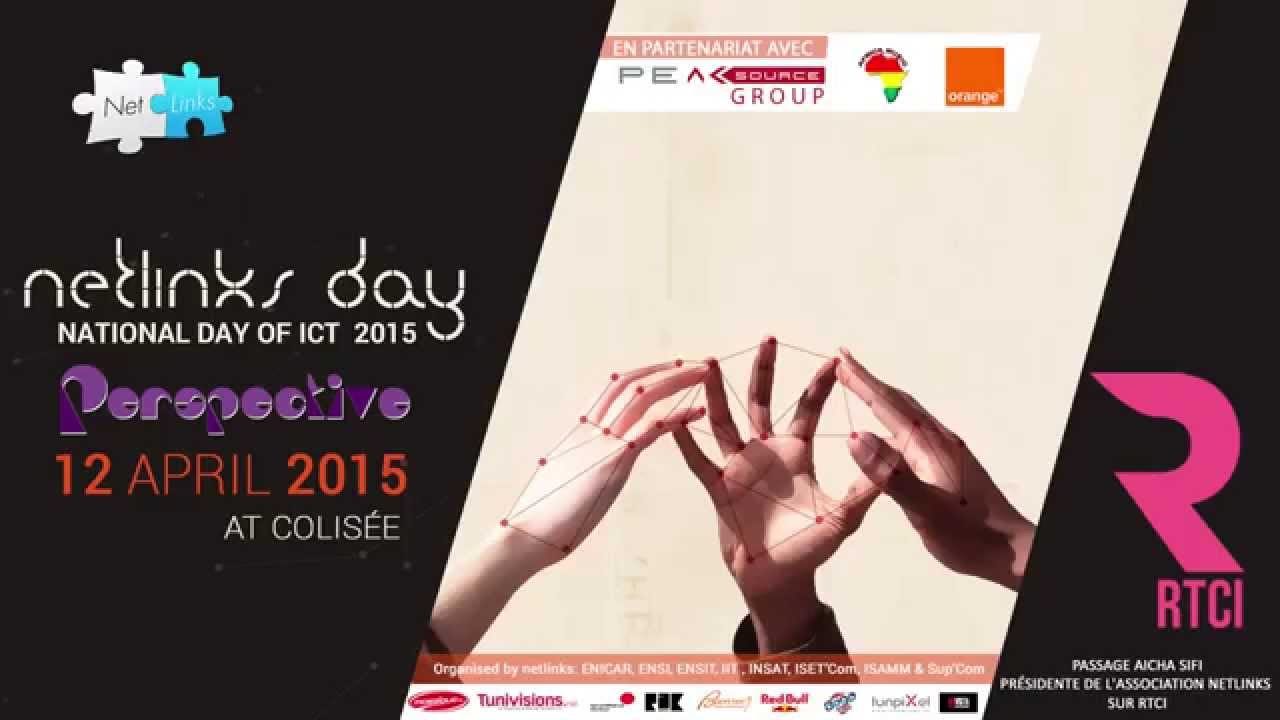 Net Links
netlinks day
NATIONAL DAY OF ICT 2015
Perspective
12 APRIL 2015
AT COLISÉE
EN PARTENARIAT AVEC
PEAK SOURCE
GROUP
orange
RTCI
PASSAGE AICHA SIFI
PRÉSIDENTE DE L'ASSOCIATION NETLINKS
SUR RTCI
Organised by netlinks: ENICAR, ENSI, ENSIT, IIT , INSAT, ISET'Com, ISAMM & Sup'Com
Tunivisions.net
Red Bull
tunpixel